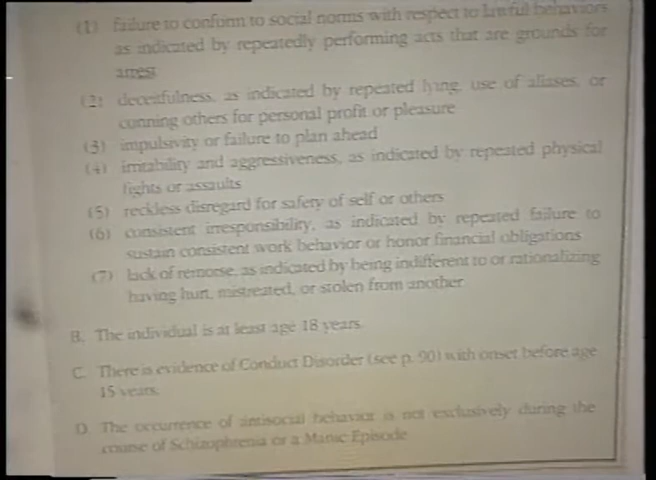 (1) failure to conform to social norms with respect to lawful behaviors
as indicated by repeatedly performing acts that are grounds for
arrest
(2) deceitfulness, as indicated by repeated lying, use of aliases, or
conning others for personal profit or pleasure
(3) impulsivity or failure to plan ahead
(4) irritability and aggressiveness, as indicated by repeated physical
fights or assaults
(5) reckless disregard for safety of self or others
(6) consistent irresponsibility, as indicated by repeated failure to
sustain consistent work behavior or honor financial obligations
(7) lack of remorse, as indicated by being indifferent to or rationalizing
having hurt, mistreated, or stolen from another
B. The individual is at least age 18 years.
C. There is evidence of Conduct Disorder (see p. 90) with onset before age
15 years.
D. The occurrence of antisocial behavior is not exclusively during the
course of Schizophrenia or a Manic Episode